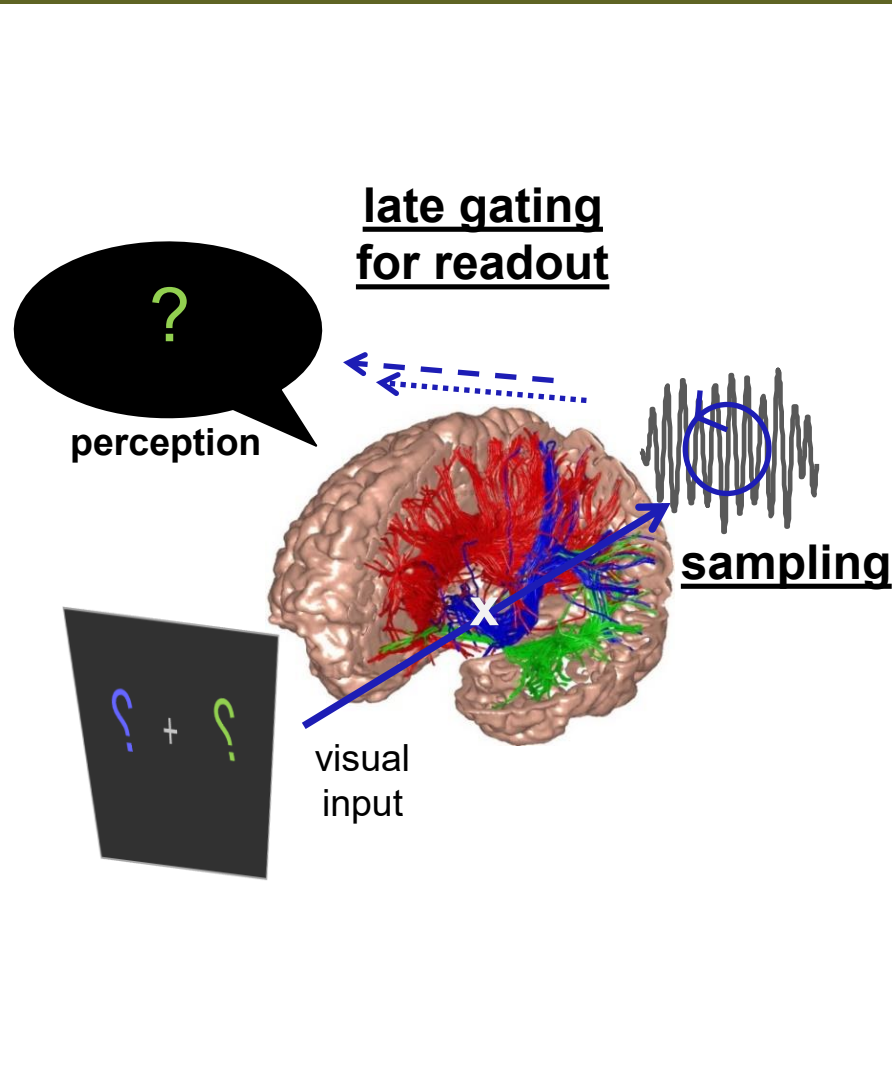 late gating
for readout
?
perception
sampling
x
? + ?
visual
input